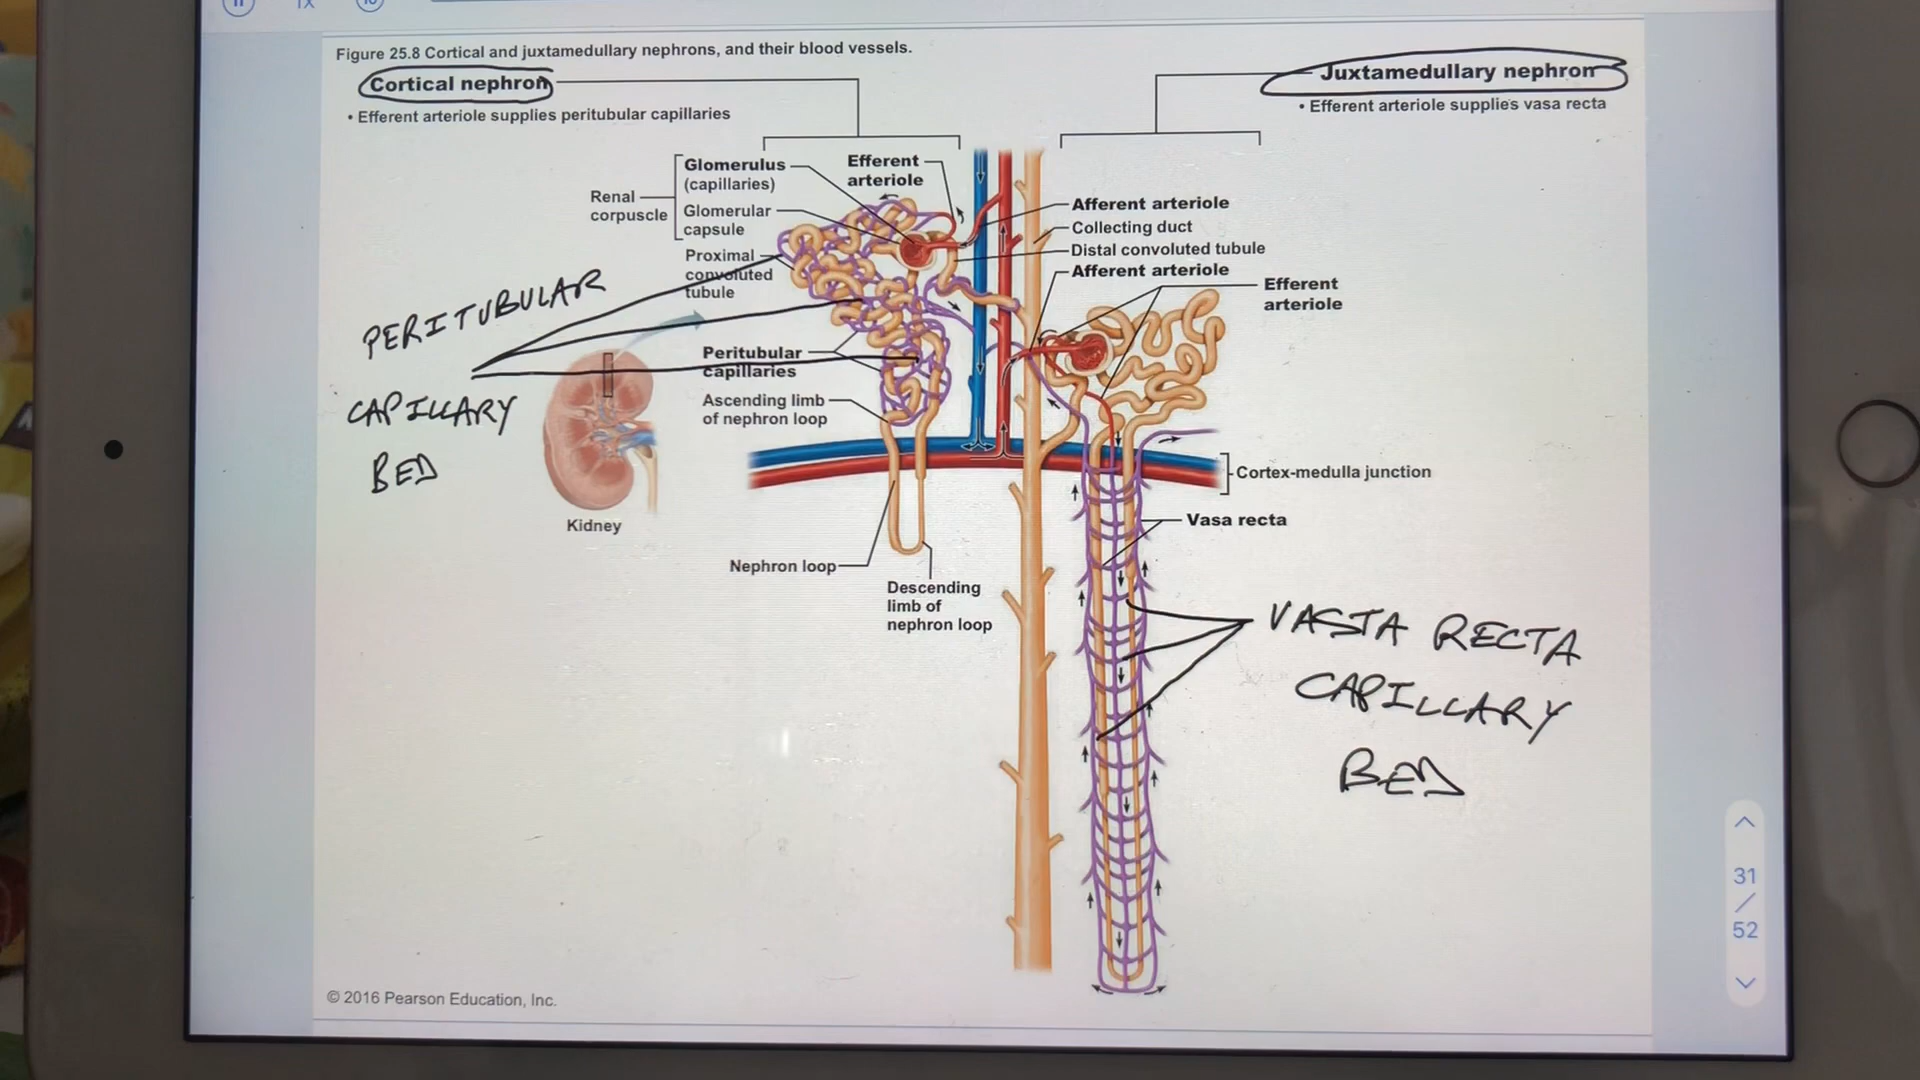 1x
10
Figure 25.8 Cortical and juxtamedullary nephrons, and their blood vessels.
Cortical nephron
• Efferent arteriole supplies peritubular capillaries
Juxtamedullary nephron
• Efferent arteriole supplies vasa recta
Renal
corpuscle
Glomerulus
(capillaries)
Glomerular
capsule
Efferent
arteriole
Proximal
convoluted
tubule
Afferent arteriole
Collecting duct
Distal convoluted tubule
Afferent arteriole
Efferent
arteriole
PERITUBULAR
CAPILLARY
BED
Peritubular
capillaries
Ascending limb
of nephron loop
Kidney
Cortex-medulla junction
Vasa recta
Nephron loop
Descending
limb of
nephron loop
VASTA RECTA
CAPILLARY
BED
31
/
52
© 2016 Pearson Education, Inc.